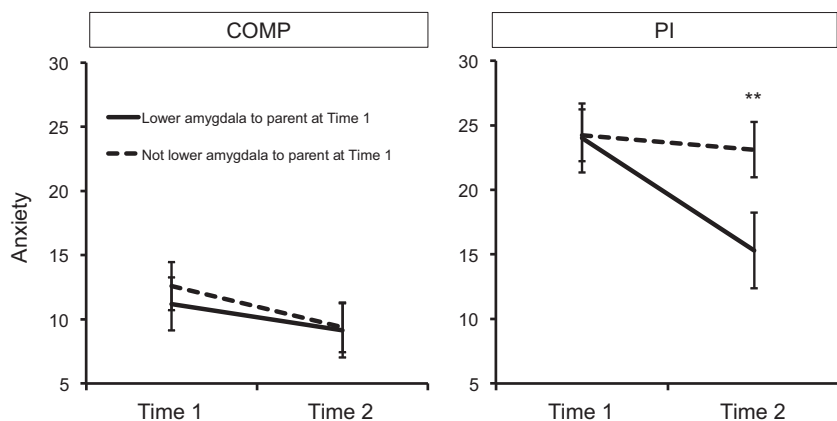 COMP
PI
30
25
20
15
10
5
Anxiety
Lower amygdala to parent at Time 1
Not lower amygdala to parent at Time 1
Time 1
Time 2
30
25
20
15
10
5
**
Time 1
Time 2